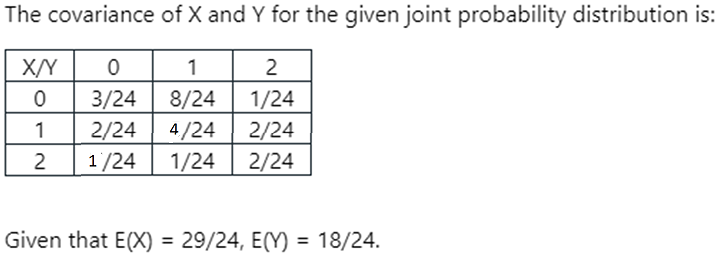 The covariance of X and Y for the given joint probability distribution is:
X/Y 0 1 2
0 3/24 8/24 1/24
1 2/24 4/24 2/24
2 1/24 1/24 2/24
Given that E(X) = 29/24, E(Y) = 18/24.